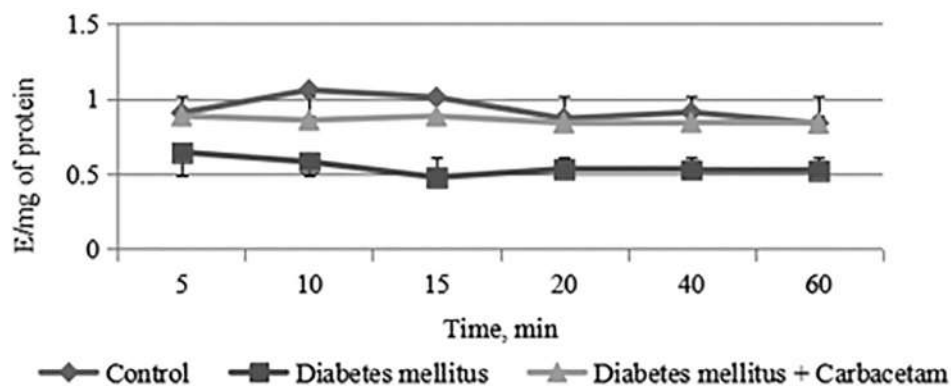 1.5
1
0.5
0
E/mg of protein
5 10 15 20 40 60
Time, min
Control Diabetes mellitus Diabetes mellitus + Carbacetam